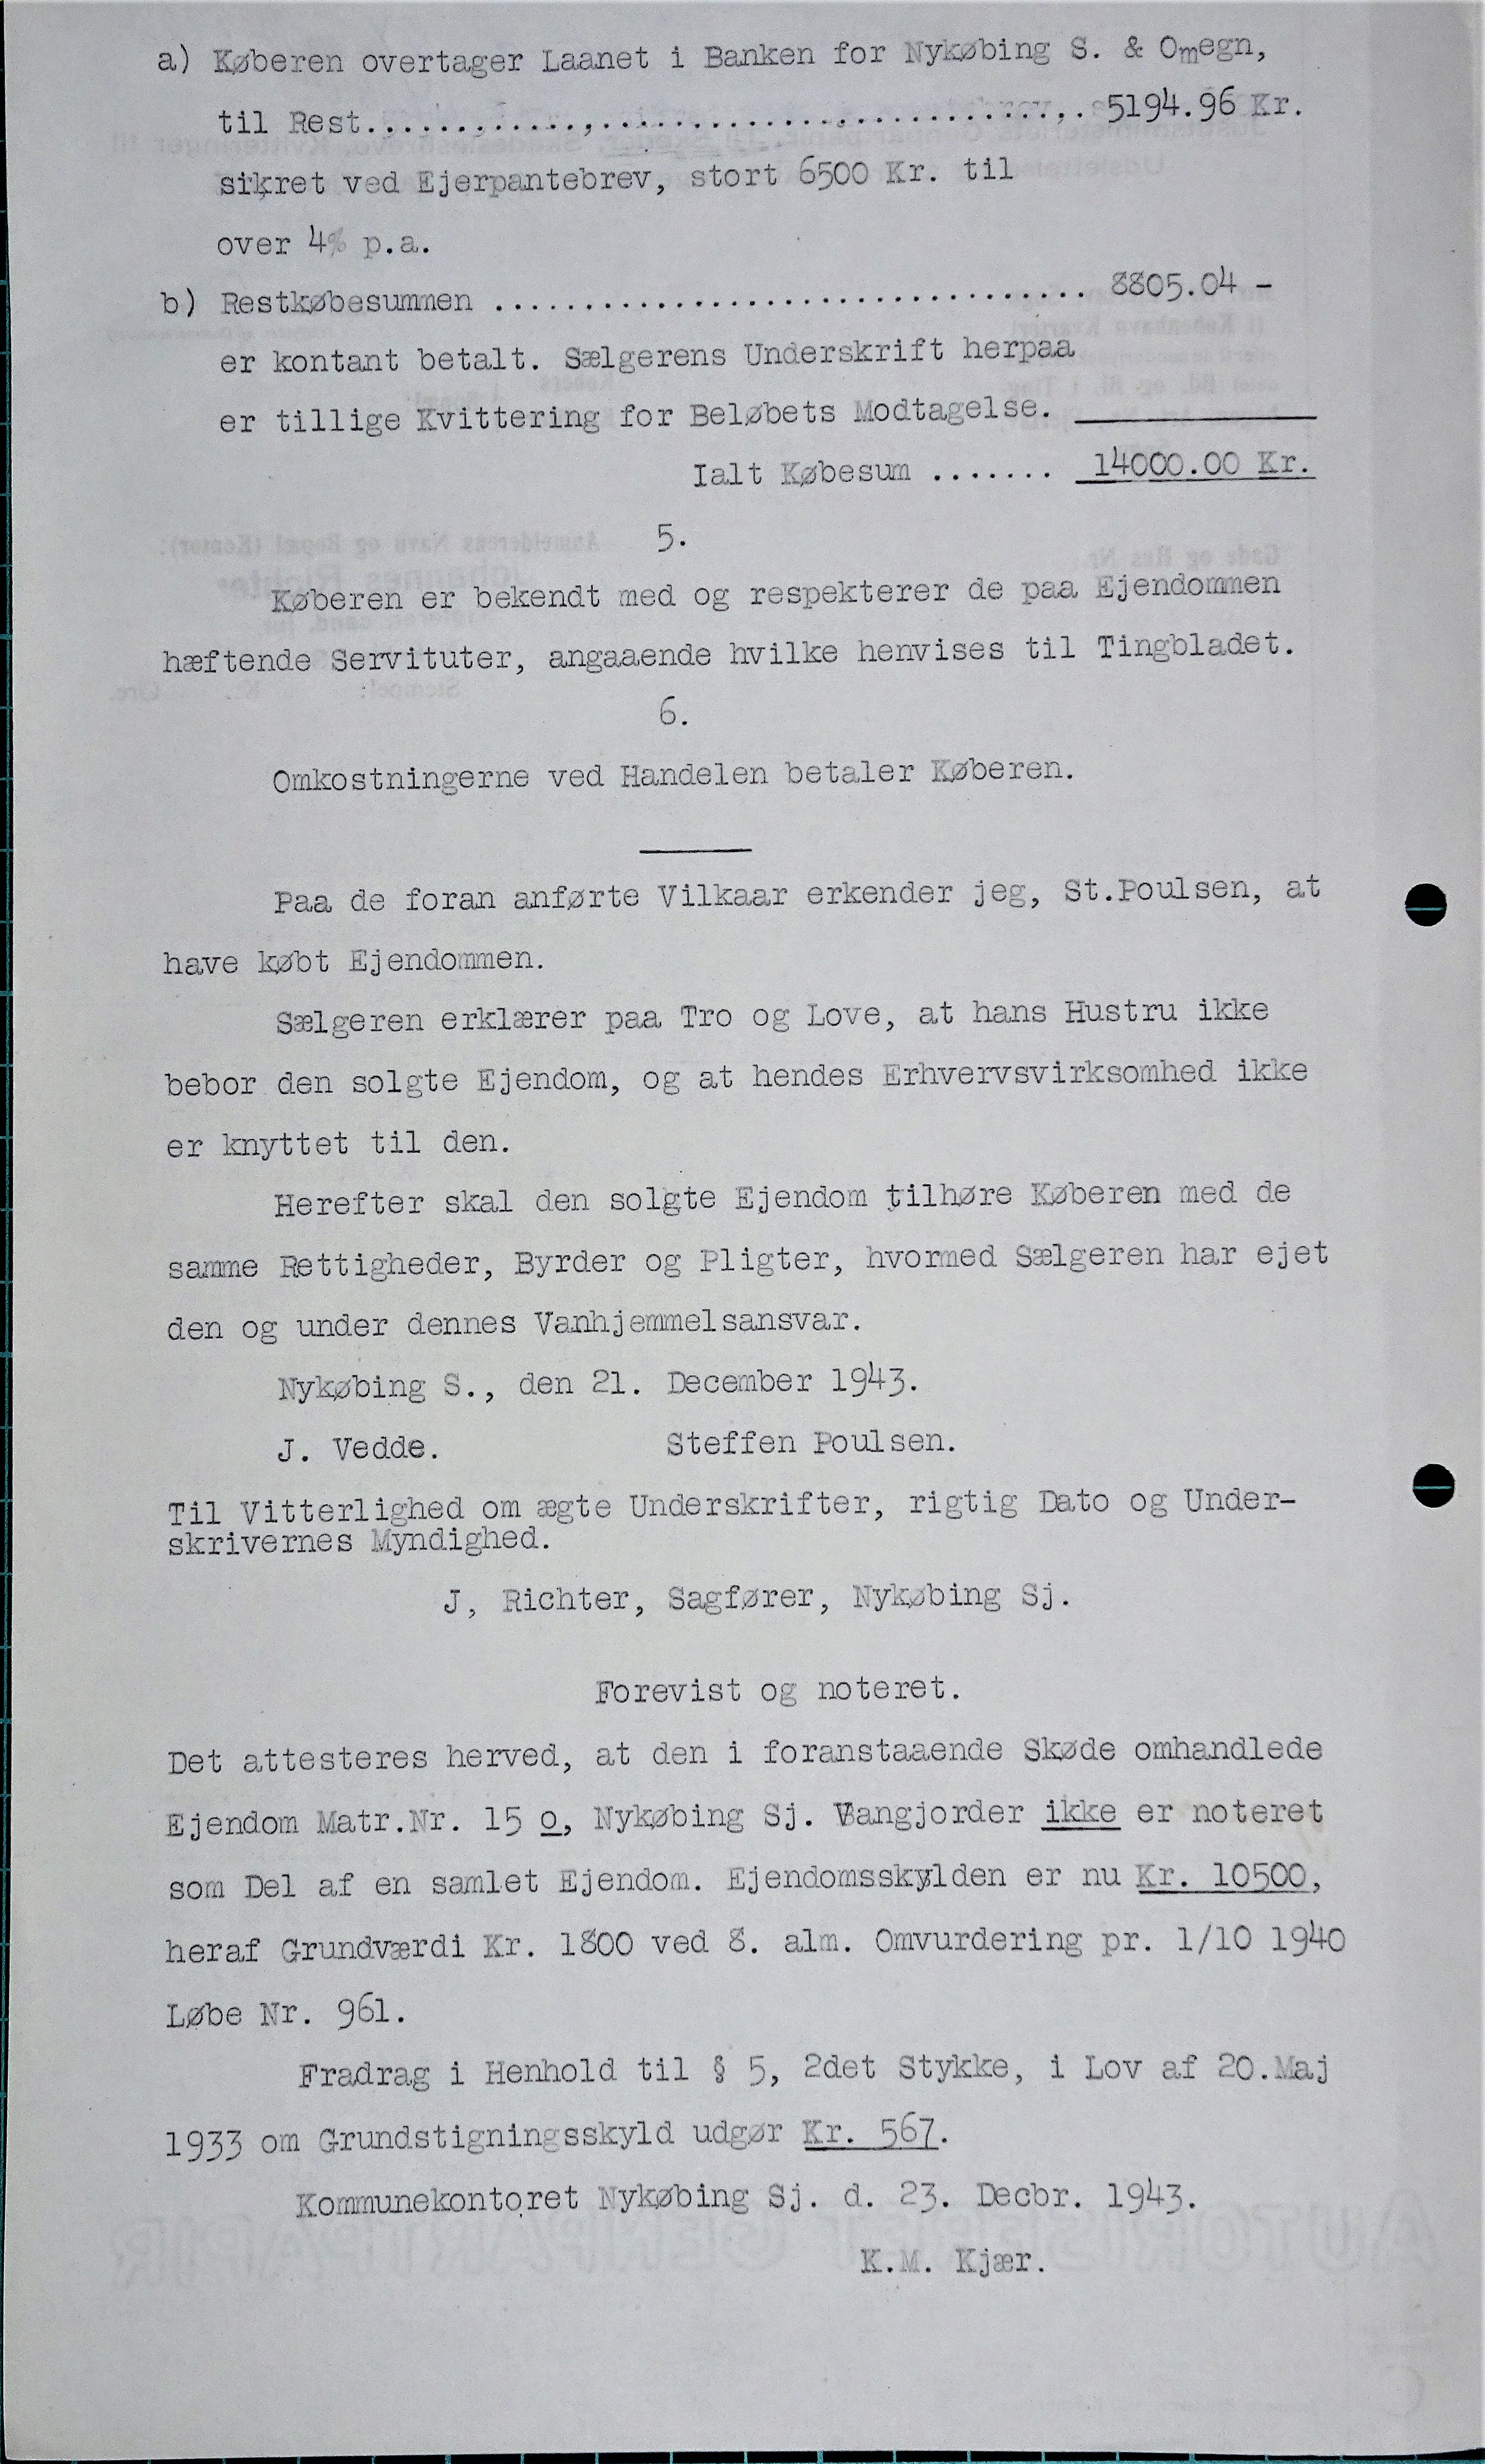 a) Køberen overtager Laanet i Banken for Nykøbing S. & Omegn,
til Rest.......................................... 5194.96 Kr.
sikret ved Ejerpantebrev, stort 6500 Kr. til
over 4% p.a.
b) Restkøbesummen ................................. 8805.04 -
er kontant betalt. Sælgerens Underskrift herpaa
er tillige Kvittering for Beløbets Modtagelse.
Ialt Købesum ....... 14000.00 Kr.
5.
Køberen er bekendt med og respekterer de paa Ejendommen
hæftende Servituter, angaaende hvilke henvises til Tingbladet.
6.
Omkostningerne ved Handelen betaler Køberen.
Paa de foran anførte Vilkaar erkender jeg, St.Poulsen, at
have købt Ejendommen.
Sælgeren erklærer paa Tro og Love, at hans Hustru ikke
bebor den solgte Ejendom, og at hendes Erhvervsvirksomhed ikke
er knyttet til den.
Herefter skal den solgte Ejendom tilhøre Køberen med de
samme Rettigheder, Byrder og Pligter, hvormed Sælgeren har ejet
den og under dennes Vanhjemmelsansvar.
Nykøbing S., den 21. December 1943.
J. Vedde. Steffen Poulsen.
Til Vitterlighed om ægte Underskrifter, rigtig Dato og Under-
skrivernes Myndighed.
J, Richter, Sagfører, Nykøbing Sj.
Forevist og noteret.
Det attesteres herved, at den i foranstaaende Skøde omhandlede
Ejendom Matr.Nr. 15 o, Nykøbing Sj. Vangjorder ikke er noteret
som Del af en samlet Ejendom. Ejendomsskylden er nu Kr. 10500,
heraf Grundværdi Kr. 1800 ved 8. alm. Omvurdering pr. 1/10 1940
Løbe Nr. 961.
Fradrag i Henhold til § 5, 2det Stykke, i Lov af 20.Maj
1933 om Grundstigningsskyld udgør Kr. 567.
Kommunekontoret Nykøbing Sj. d. 23. Decbr. 1943.
K.M. Kjær.